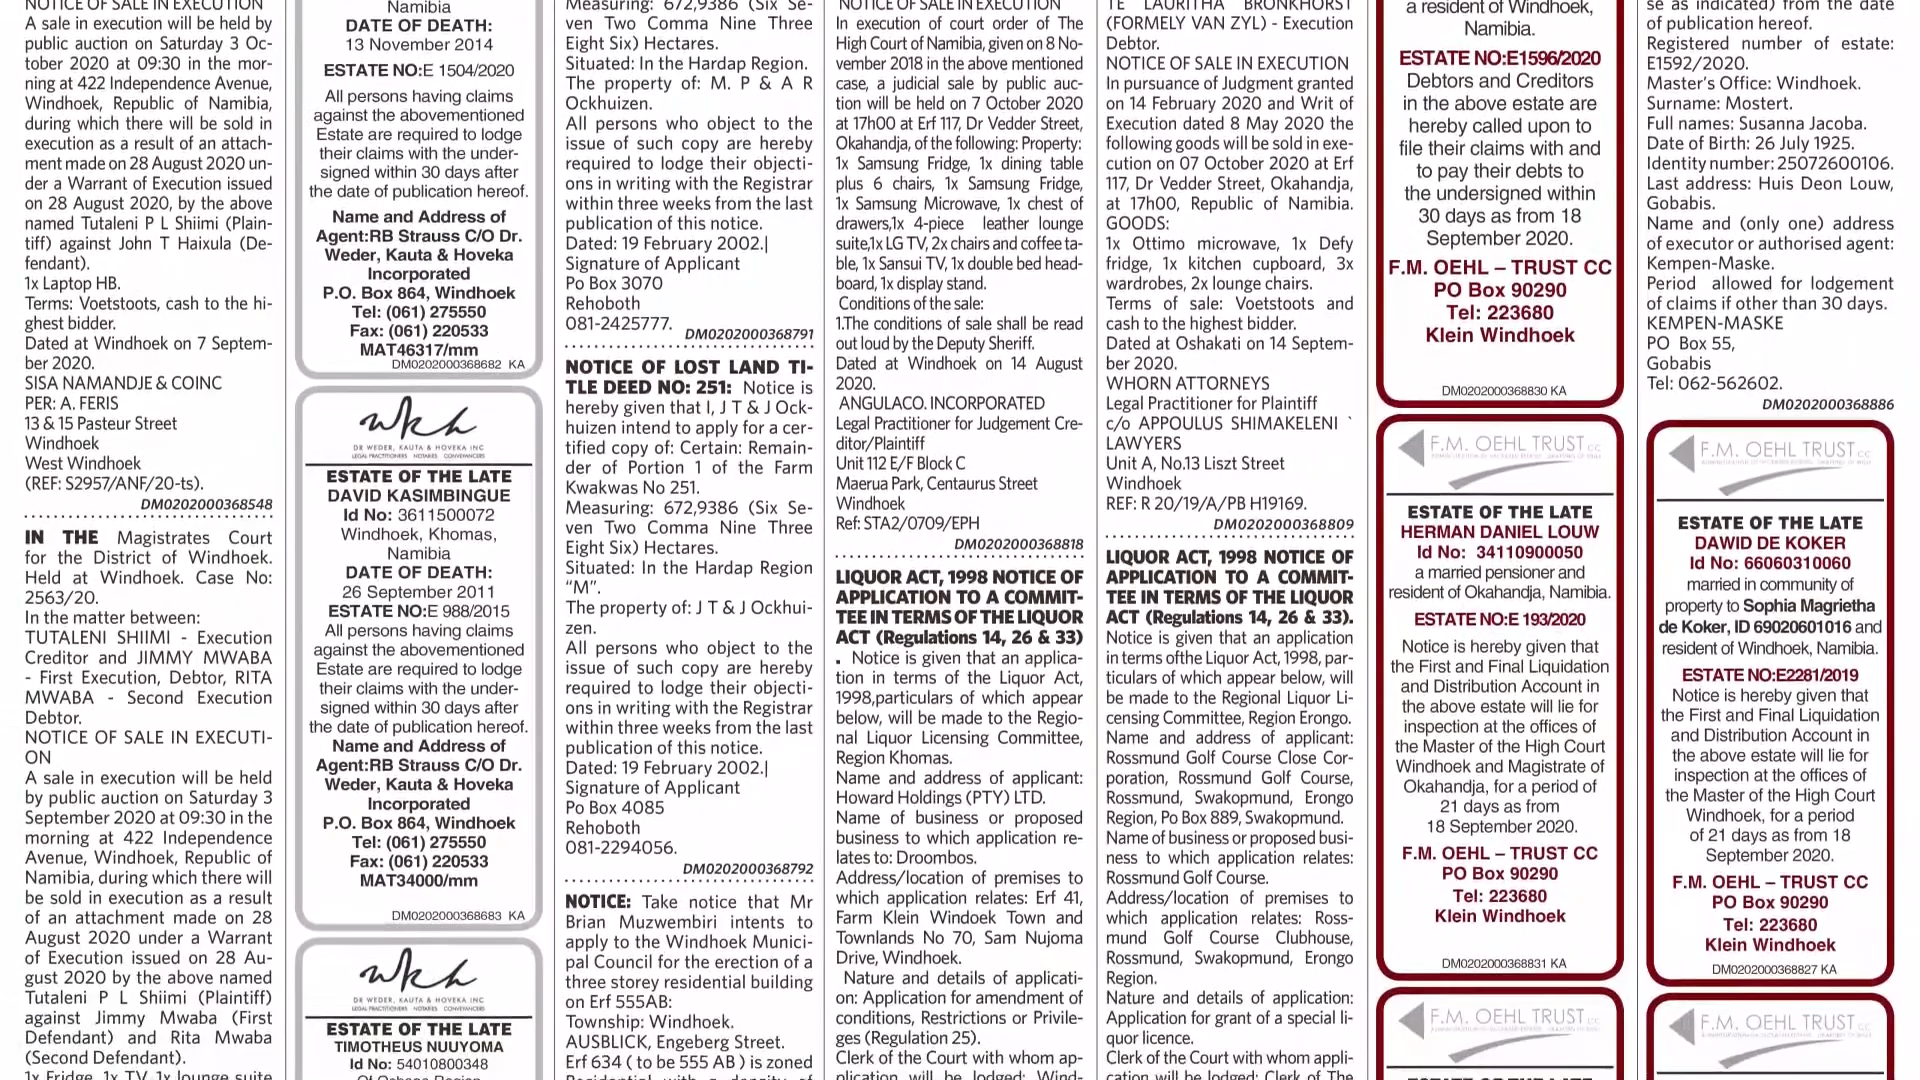 NOTICE OF SALE IN EXECUTION
A sale in execution will be held by
public auction on Saturday 3 Oc-
tober 2020 at 09:30 in the mor-
ning at 422 Independence Avenue,
Windhoek, Republic of Namibia,
during which there will be sold in
execution as a result of an attach-
ment made on 28 August 2020 un-
der a Warrant of Execution issued
on 28 August 2020, by the above
named Tutaleni P L Shiimi (Plain-
tiff) against John T Haixula (De-
fendant).
1x Laptop HB.
Terms: Voetstoots, cash to the hi-
ghest bidder.
Dated at Windhoek on 7 Septem-
ber 2020.
SISA NAMANDJE & COINC
PER: A. FERIS
13 & 15 Pasteur Street
Windhoek
West Windhoek
(REF: S2957/ANF/20-ts).
DM0202000368548
IN THE Magistrates Court
for the District of Windhoek.
Held at Windhoek. Case No:
2563/20.
In the matter between:
TUTALENI SHIIMI - Execution
Creditor and JIMMY MWABA
- First Execution, Debtor, RITA
MWABA - Second Execution
Debtor.
NOTICE OF SALE IN EXECUTI-
ON
A sale in execution will be held
by public auction on Saturday 3
September 2020 at 09:30 in the
morning at 422 Independence
Avenue, Windhoek, Republic of
Namibia, during which there will
be sold in execution as a result
of an attachment made on 28
August 2020 under a Warrant
of Execution issued on 28 Au-
gust 2020 by the above named
Tutaleni P L Shiimi (Plaintiff)
against Jimmy Mwaba (First
Defendant) and Rita Mwaba
(Second Defendant).
1x Fridge, 1x TV, 1x lounge suite
Namibia
DATE OF DEATH:
13 November 2014
ESTATE NO:E 1504/2020
All persons having claims
against the abovementioned
Estate are required to lodge
their claims with the under-
signed within 30 days after
the date of publication hereof.
Name and Address of
Agent:RB Strauss C/O Dr.
Weder, Kauta & Hoveka
Incorporated
P.O. Box 864, Windhoek
Tel: (061) 275550
Fax: (061) 220533
MAT46317/mm
DM0202000368682 KA
wkh
DR WEDER, KAUTA & HOVEKA INC
LEGAL PRACTITIONERS NOTARIES CONVEYANCERS
ESTATE OF THE LATE
DAVID KASIMBINGUE
Id No: 3611500072
Windhoek, Khomas,
Namibia
DATE OF DEATH:
26 September 2011
ESTATE NO:E 988/2015
All persons having claims
against the abovementioned
Estate are required to lodge
their claims with the under-
signed within 30 days after
the date of publication hereof.
Name and Address of
Agent:RB Strauss C/O Dr.
Weder, Kauta & Hoveka
Incorporated
P.O. Box 864, Windhoek
Tel: (061) 275550
Fax: (061) 220533
MAT34000/mm
DM0202000368683 KA
wkh
DR WEDER, KAUTA & HOVEKA INC
LEGAL PRACTITIONERS NOTARIES CONVEYANCERS
ESTATE OF THE LATE
TIMOTHEUS NUUYOMA
Id No: 54010800348
Measuring: 672,9386 (Six Se-
ven Two Comma Nine Three
Eight Six) Hectares.
Situated: In the Hardap Region.
The property of: M. P & A R
Ockhuizen.
All persons who object to the
issue of such copy are hereby
required to lodge their objecti-
ons in writing with the Registrar
within three weeks from the last
publication of this notice.
Dated: 19 February 2002.|
Signature of Applicant
Po Box 3070
Rehoboth
081-2425777.
DM0202000368791
NOTICE OF LOST LAND TI-
TLE DEED NO: 251: Notice is
hereby given that I, J T & J Ock-
huizen intend to apply for a cer-
tified copy of: Certain: Remain-
der of Portion 1 of the Farm
Kwakwas No 251.
Measuring: 672,9386 (Six Se-
ven Two Comma Nine Three
Eight Six) Hectares.
Situated: In the Hardap Region
“M”.
The property of: J T & J Ockhui-
zen.
All persons who object to the
issue of such copy are hereby
required to lodge their objecti-
ons in writing with the Registrar
within three weeks from the last
publication of this notice.
Dated: 19 February 2002.|
Signature of Applicant
Po Box 4085
Rehoboth
081-2294056.
DM0202000368792
NOTICE: Take notice that Mr
Brian Muzwembiri intents to
apply to the Windhoek Munici-
pal Council for the erection of a
three storey residential building
on Erf 555AB:
Township: Windhoek.
AUSBLICK, Engeberg Street.
Erf 634 ( to be 555 AB ) is zoned
Residential with a density of
NOTICE OF SALE IN EXECUTION
In execution of court order of The
High Court of Namibia, given on 8 No-
vember 2018 in the above mentioned
case, a judicial sale by public auc-
tion will be held on 7 October 2020
at 17h00 at Erf 117, Dr Vedder Street,
Okahandja, of the following: Property:
1x Samsung Fridge, 1x dining table
plus 6 chairs, 1x Samsung Fridge,
1x Samsung Microwave, 1x chest of
drawers,1x 4-piece leather lounge
suite,1x LG TV, 2x chairs and coffee ta-
ble, 1x Sansui TV, 1x double bed head-
board, 1x display stand.
Conditions of the sale:
1.The conditions of sale shall be read
out loud by the Deputy Sheriff.
Dated at Windhoek on 14 August
2020.
ANGULACO. INCORPORATED
Legal Practitioner for Judgement Cre-
ditor/Plaintiff
Unit 112 E/F Block C
Maerua Park, Centaurus Street
Windhoek
Ref: STA2/0709/EPH
DM0202000368818
LIQUOR ACT, 1998 NOTICE OF
APPLICATION TO A COMMIT-
TEE IN TERMS OF THE LIQUOR
ACT (Regulations 14, 26 & 33)
. Notice is given that an applica-
tion in terms of the Liquor Act,
1998,particulars of which appear
below, will be made to the Regio-
nal Liquor Licensing Committee,
Region Khomas.
Name and address of applicant:
Howard Holdings (PTY) LTD.
Name of business or proposed
business to which application re-
lates to: Droombos.
Address/location of premises to
which application relates: Erf 41,
Farm Klein Windoek Town and
Townlands No 70, Sam Nujoma
Drive, Windhoek.
Nature and details of applicati-
on: Application for amendment of
conditions, Restrictions or Privile-
ges (Regulation 25).
Clerk of the Court with whom ap-
plication will be lodged: Wind-
TE LAURITHA BRONKHORST
(FORMELY VAN ZYL) - Execution
Debtor.
NOTICE OF SALE IN EXECUTION
In pursuance of Judgment granted
on 14 February 2020 and Writ of
Execution dated 8 May 2020 the
following goods will be sold in exe-
cution on 07 October 2020 at Erf
117, Dr Vedder Street, Okahandja,
at 17h00, Republic of Namibia.
GOODS:
1x Ottimo microwave, 1x Defy
fridge, 1x kitchen cupboard, 3x
wardrobes, 2x lounge chairs.
Terms of sale: Voetstoots and
cash to the highest bidder.
Dated at Oshakati on 14 Septem-
ber 2020.
WHORN ATTORNEYS
Legal Practitioner for Plaintiff
c/o APPOULUS SHIMAKELENI `
LAWYERS
Unit A, No.13 Liszt Street
Windhoek
REF: R 20/19/A/PB H19169.
DM0202000368809
LIQUOR ACT, 1998 NOTICE OF
APPLICATION TO A COMMIT-
TEE IN TERMS OF THE LIQUOR
ACT (Regulations 14, 26 & 33).
Notice is given that an application
in terms ofthe Liquor Act, 1998, par-
ticulars of which appear below, will
be made to the Regional Liquor Li-
censing Committee, Region Erongo.
Name and address of applicant:
Rossmund Golf Course Close Cor-
poration, Rossmund Golf Course,
Rossmund, Swakopmund, Erongo
Region, Po Box 889, Swakopmund.
Name of business or proposed busi-
ness to which application relates:
Rossmund Golf Course.
Address/location of premises to
which application relates: Ross-
mund Golf Course Clubhouse,
Rossmund, Swakopmund, Erongo
Region.
Nature and details of application:
Application for grant of a special li-
quor licence.
Clerk of the Court with whom appli-
cation will be lodged: Clerk of The
a resident of Windhoek,
Namibia.
ESTATE NO:E1596/2020
Debtors and Creditors
in the above estate are
hereby called upon to
file their claims with and
to pay their debts to
the undersigned within
30 days as from 18
September 2020.
F.M. OEHL – TRUST CC
PO Box 90290
Tel: 223680
Klein Windhoek
DM0202000368830 KA
F.M. OEHL TRUST CC
ESTATE OF THE LATE
HERMAN DANIEL LOUW
Id No: 34110900050
a married pensioner and
resident of Okahandja, Namibia.
ESTATE NO:E 193/2020
Notice is hereby given that
the First and Final Liquidation
and Distribution Account in
the above estate will lie for
inspection at the offices of
the Master of the High Court
Windhoek and Magistrate of
Okahandja, for a period of
21 days as from
18 September 2020.
F.M. OEHL – TRUST CC
PO Box 90290
Tel: 223680
Klein Windhoek
DM0202000368831 KA
F.M. OEHL TRUST CC
se as indicated) from the date
of publication hereof.
Registered number of estate:
E1592/2020.
Master’s Office: Windhoek.
Surname: Mostert.
Full names: Susanna Jacoba.
Date of Birth: 26 July 1925.
Identity number: 25072600106.
Last address: Huis Deon Louw,
Gobabis.
Name and (only one) address
of executor or authorised agent:
Kempen-Maske.
Period allowed for lodgement
of claims if other than 30 days.
KEMPEN-MASKE
PO Box 55,
Gobabis
Tel: 062-562602.
DM0202000368886
F.M. OEHL TRUST CC
ESTATE OF THE LATE
DAWID DE KOKER
Id No: 66060310060
married in community of
property to Sophia Magrietha
de Koker, ID 69020601016 and
resident of Windhoek, Namibia.
ESTATE NO:E2281/2019
Notice is hereby given that
the First and Final Liquidation
and Distribution Account in
the above estate will lie for
inspection at the offices of
the Master of the High Court
Windhoek, for a period
of 21 days as from 18
September 2020.
F.M. OEHL – TRUST CC
PO Box 90290
Tel: 223680
Klein Windhoek
DM0202000368827 KA
F.M. OEHL TRUST CC